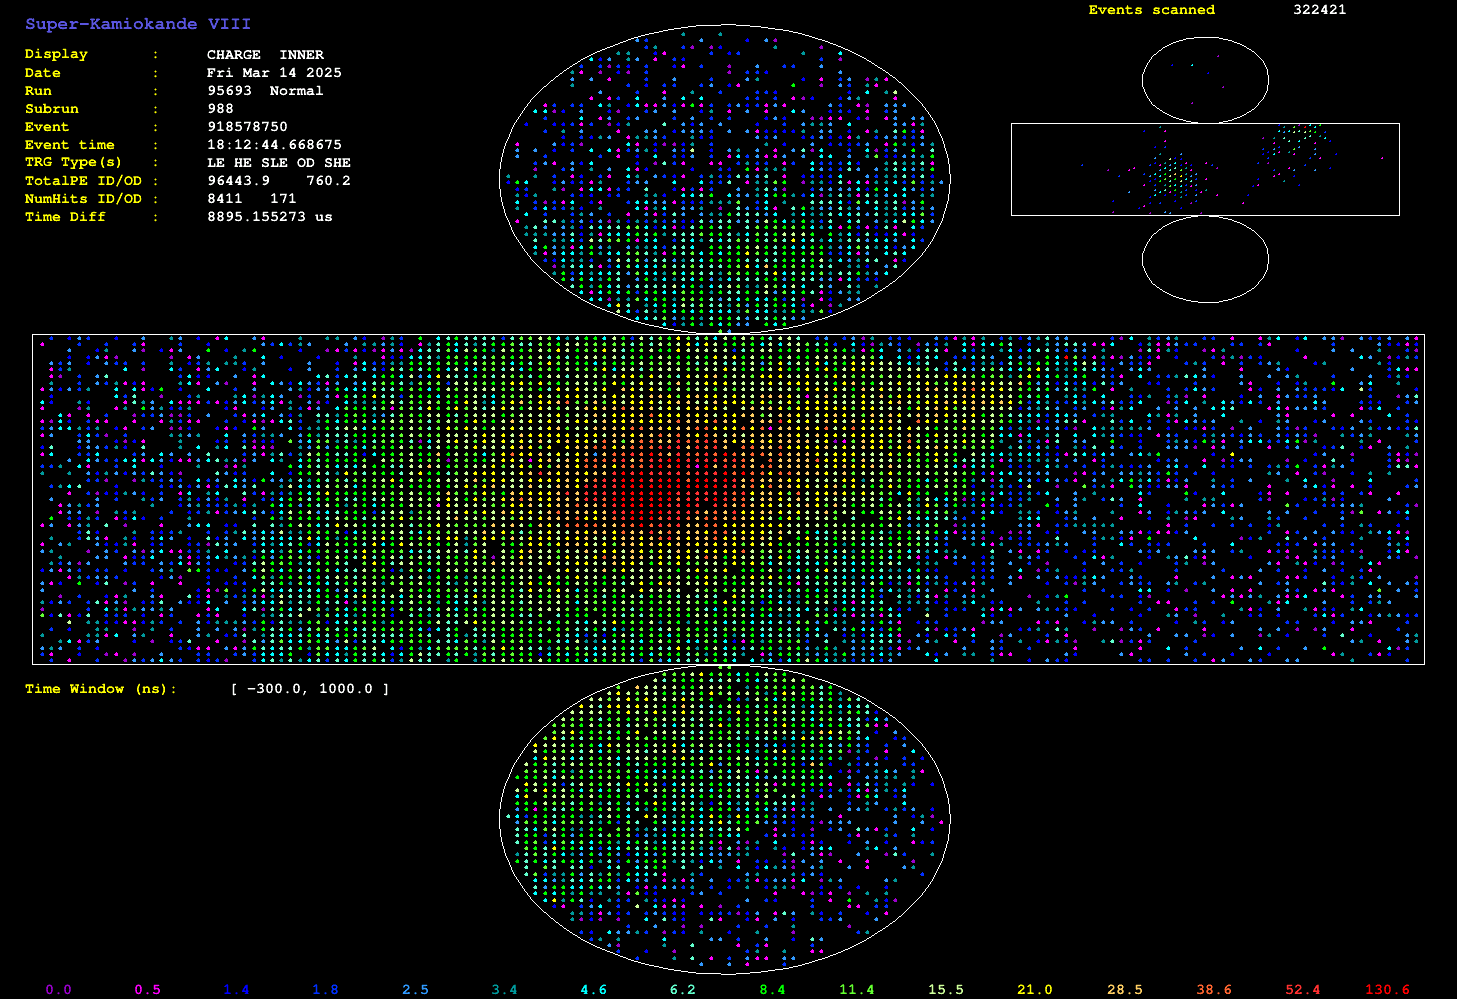 Super-Kamiokande VIII
Events scanned 322421
Display : CHARGE INNER
Date : Fri Mar 14 2025
Run : 95693 Normal
Subrun : 988
Event : 918578750
Event time : 18:12:44.668675
TRG Type(s) : LE HE SLE OD SHE
TotalPE ID/OD : 96443.9 760.2
NumHits ID/OD : 8411 171
Time Diff : 8895.155273 us
Time Window (ns): [ -300.0, 1000.0 ]
0.0 0.5 1.4 1.8 2.5 3.4 4.6 6.2 8.4 11.4 15.5 21.0 28.5 38.6 52.4 130.6